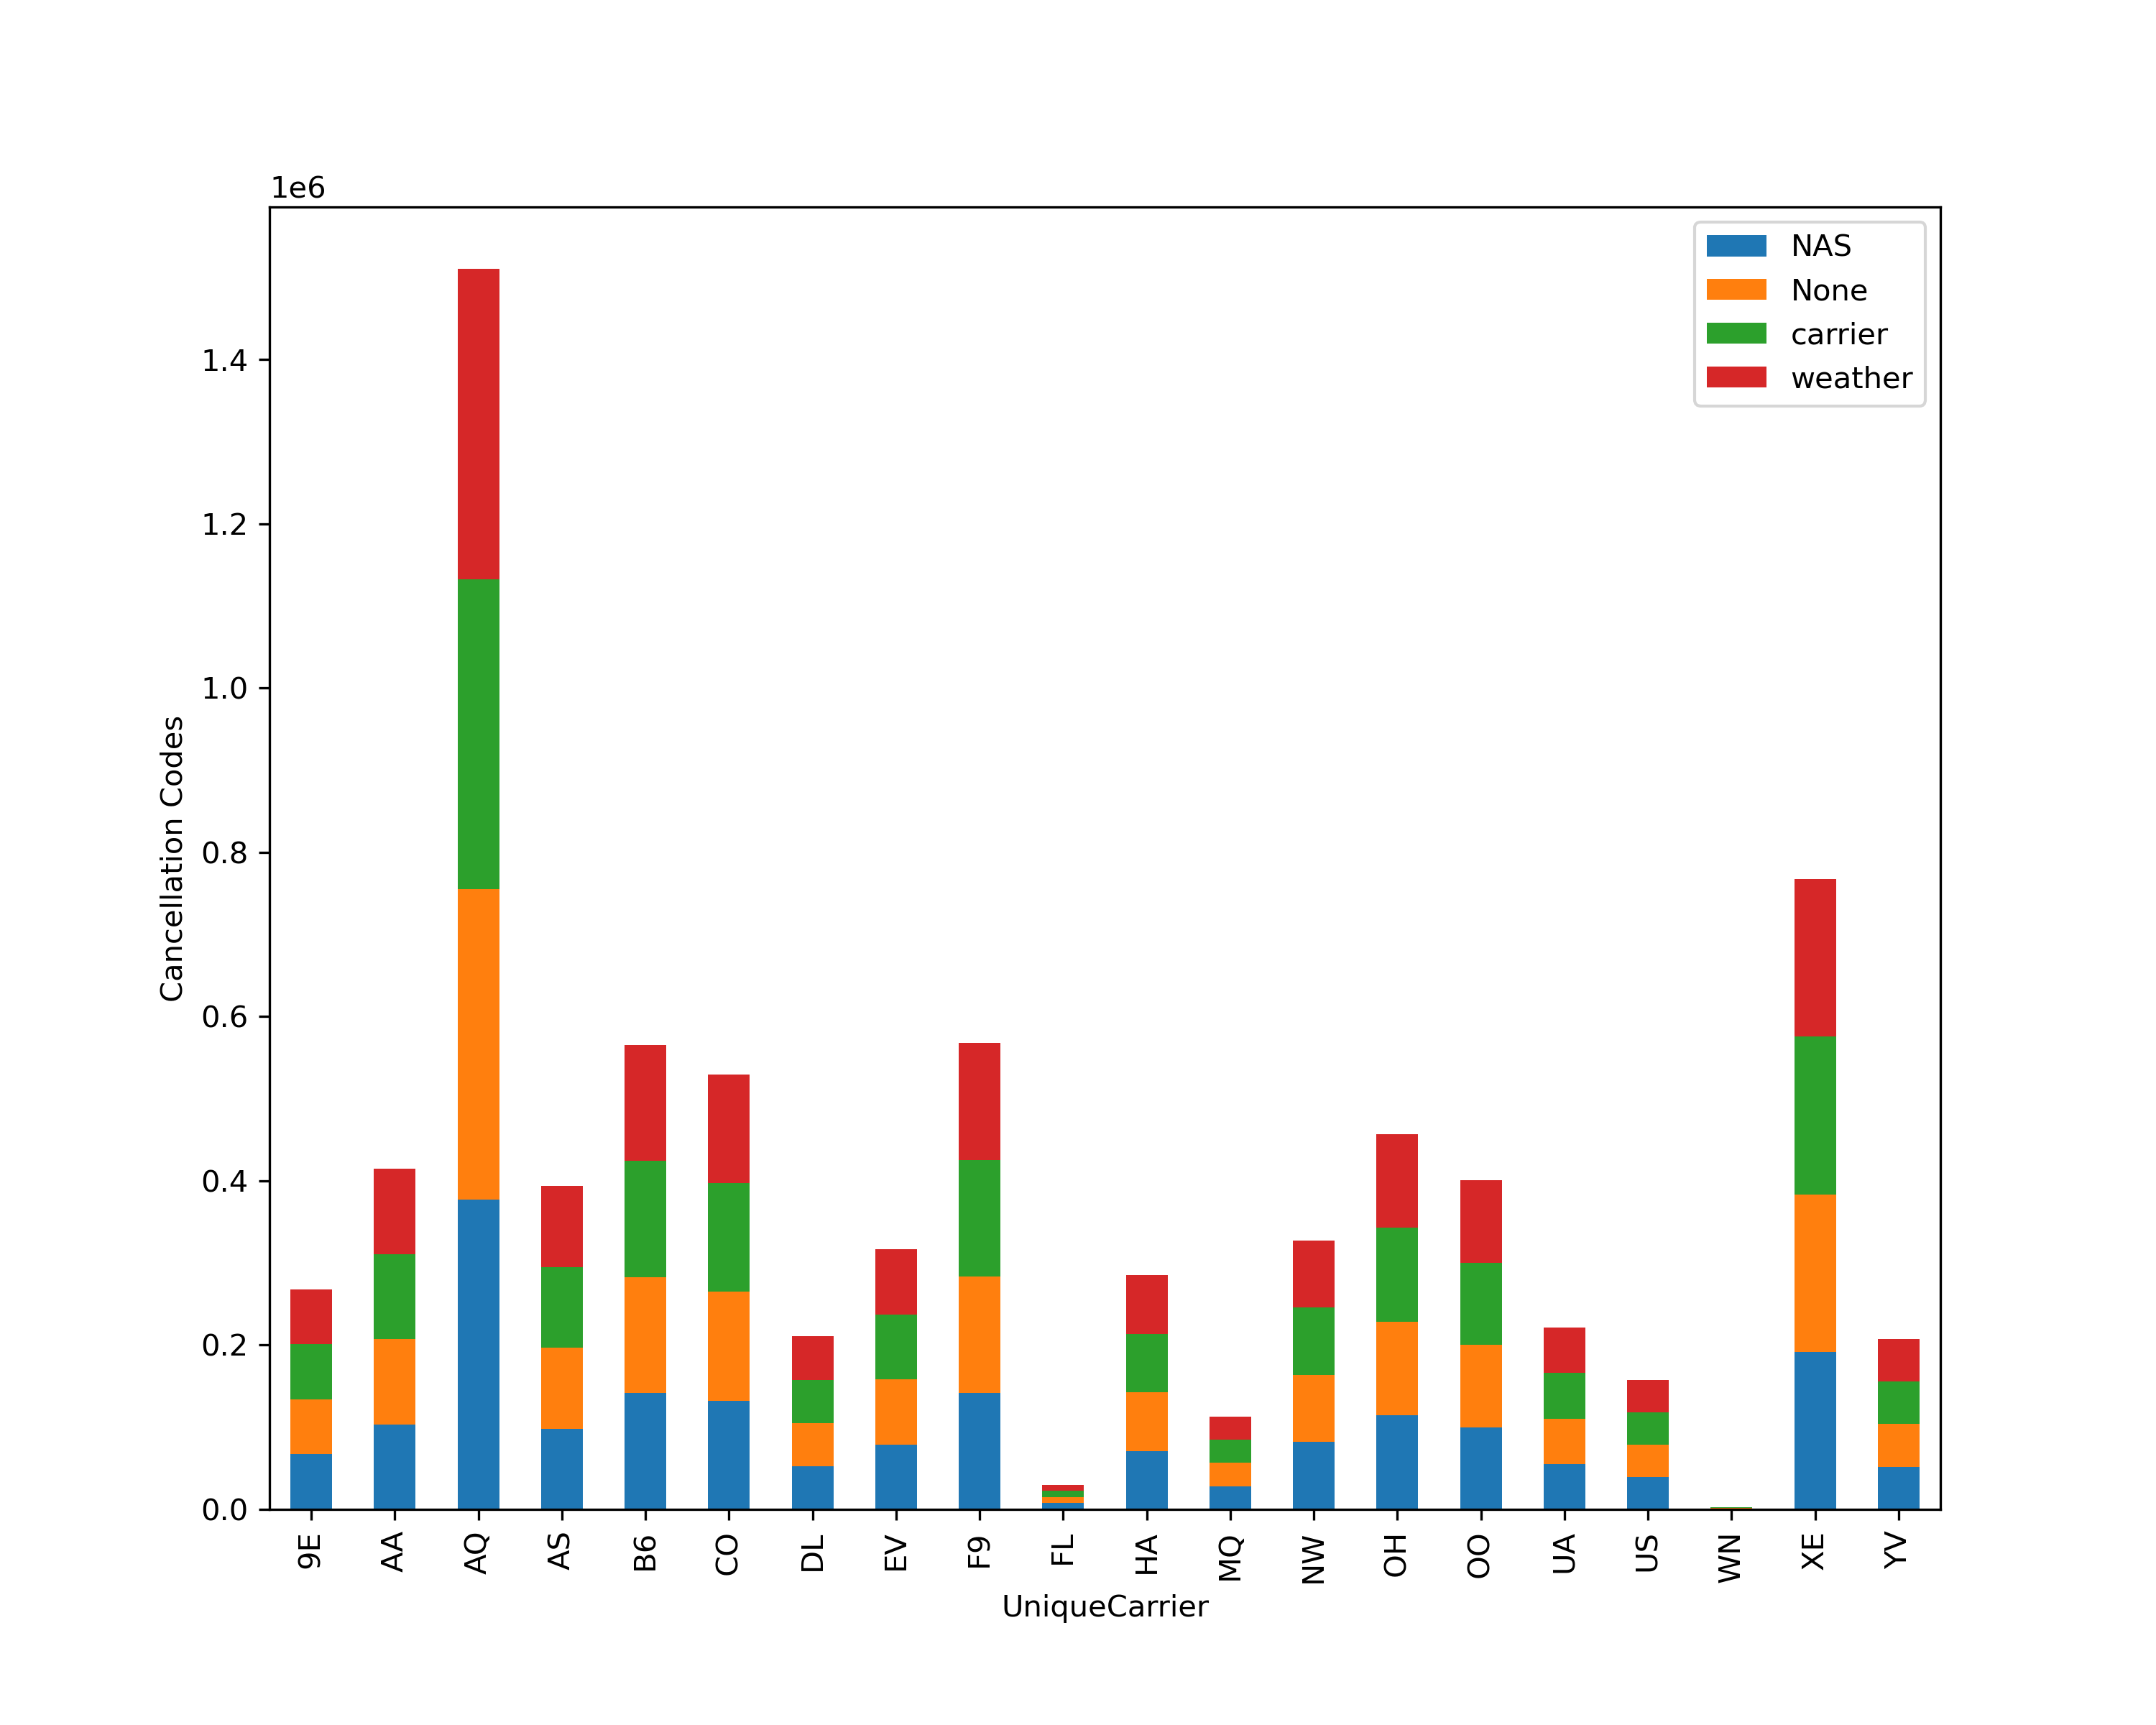 1e6
NAS
None
carrier
weather
1.4
1.2
1.0
0.8
0.6
0.4
0.2
0.0
Cancellation Codes
9E AA AQ AS B6 CO DL EV F9 FL HA MQ NW OH OO UA US WN XE YV
UniqueCarrier